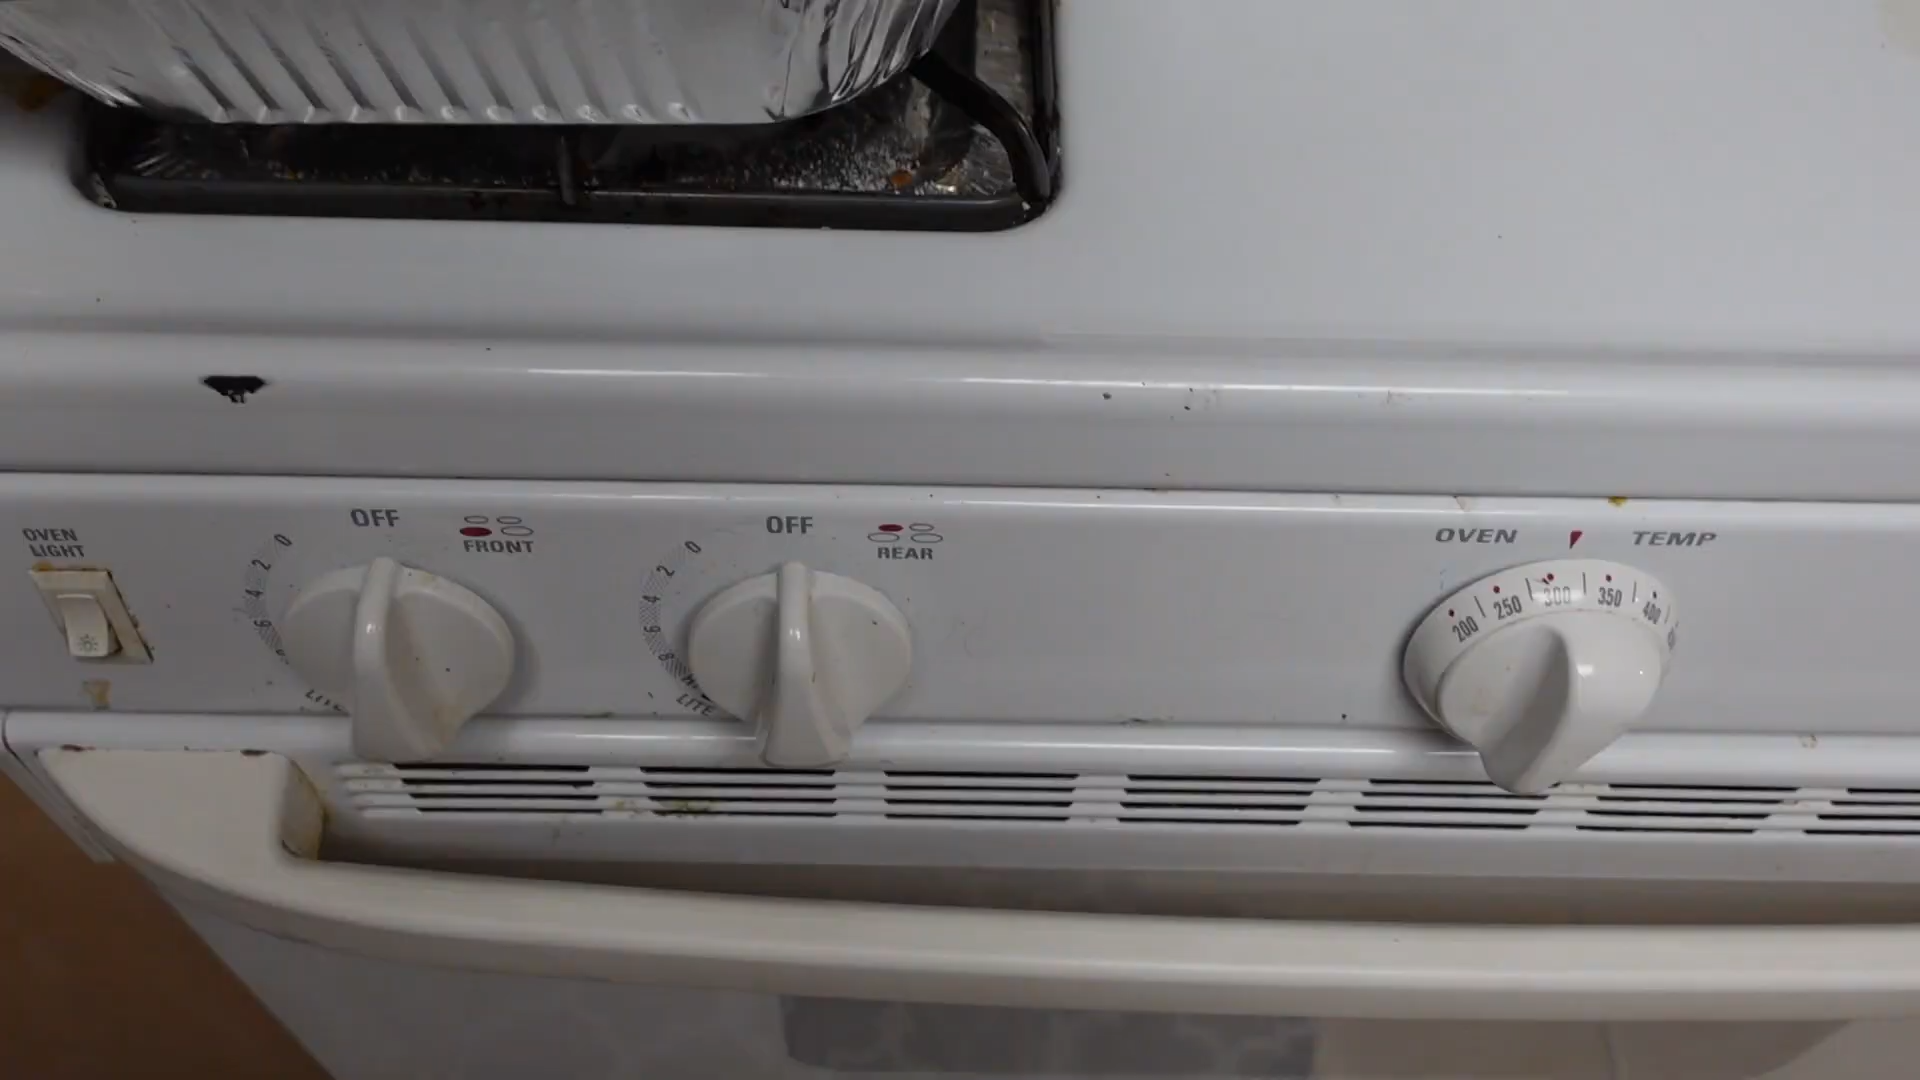 OVEN
LIGHT
OFF
FRONT
0
2
4
6
LITE
OFF
REAR
0
2
4
6
8
HI
LITE
OVEN TEMP
200 250 300 350 400